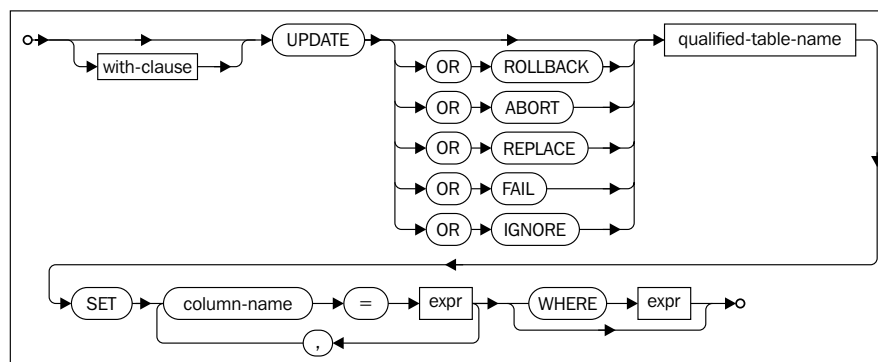 UPDATE qualified-table-name
with-clause
OR ROLLBACK
OR ABORT
OR REPLACE
OR FAIL
OR IGNORE
SET column-name = expr WHERE expr
,